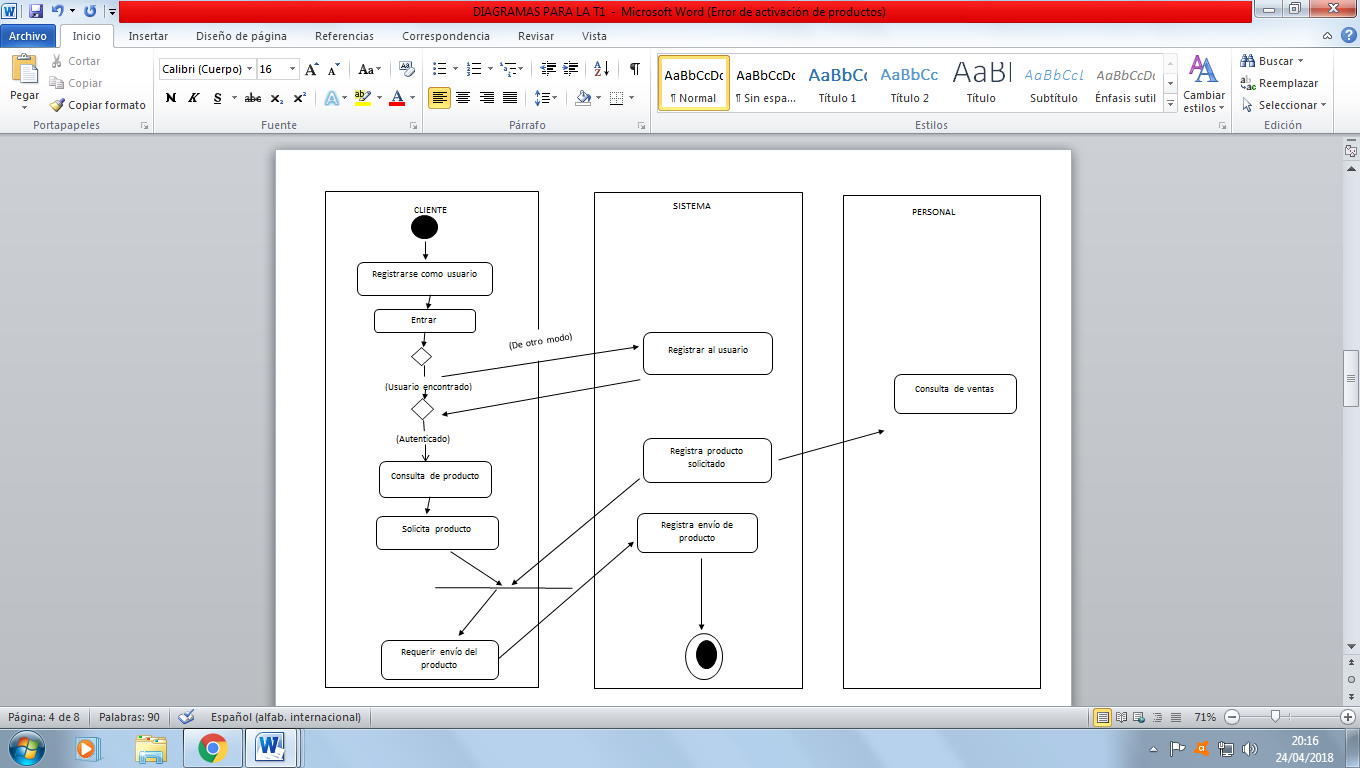 DIAGRAMAS PARA LA T1 - Microsoft Word (Error de activación de productos)
Archivo Inicio Insertar Diseño de página Referencias Correspondencia Revisar Vista
Pegar
Cortar
Copiar
Copiar formato
Portapapeles
Calibri (Cuerpo) 16
Aa
N K S abc x₂ x²
A ab A
Fuente
Párrafo
AaBbCcDc
¶ Normal
AaBbCcDc
¶ Sin espa...
AaBbCc
Título 1
AaBbCc
Título 2
AaBl
Título
AaBbCcL
Subtítulo
AaBbCcDc
Énfasis sutil
Cambiar
estilos
Estilos
Buscar
Reemplazar
Seleccionar
Edición
CLIENTE
Registrarse como usuario
Entrar
(De otro modo)
(Usuario encontrado)
(Autenticado)
Consulta de producto
Solicita producto
Requerir envío del
producto
SISTEMA
Registrar al usuario
Registra producto
solicitado
Registra envío de
producto
PERSONAL
Consulta de ventas
Página: 4 de 8 Palabras: 90 Español (alfab. internacional) 71%
20:16
24/04/2018